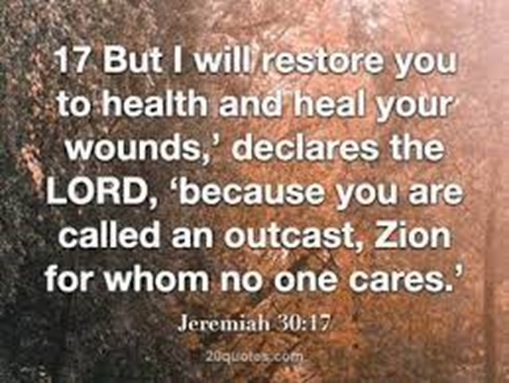 17 But I will restore you
to health and heal your
wounds,’ declares the
LORD, ‘because you are
called an outcast, Zion
for whom no one cares.’
Jeremiah 30:17
20quotes.com